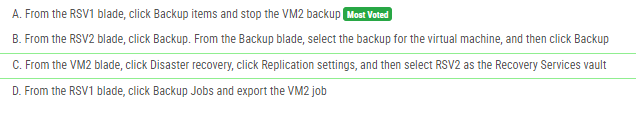 A. From the RSV1 blade, click Backup items and stop the VM2 backup Most Voted
B. From the RSV2 blade, click Backup. From the Backup blade, select the backup for the virtual machine, and then click Backup
C. From the VM2 blade, click Disaster recovery, click Replication settings, and then select RSV2 as the Recovery Services vault
D. From the RSV1 blade, click Backup Jobs and export the VM2 job